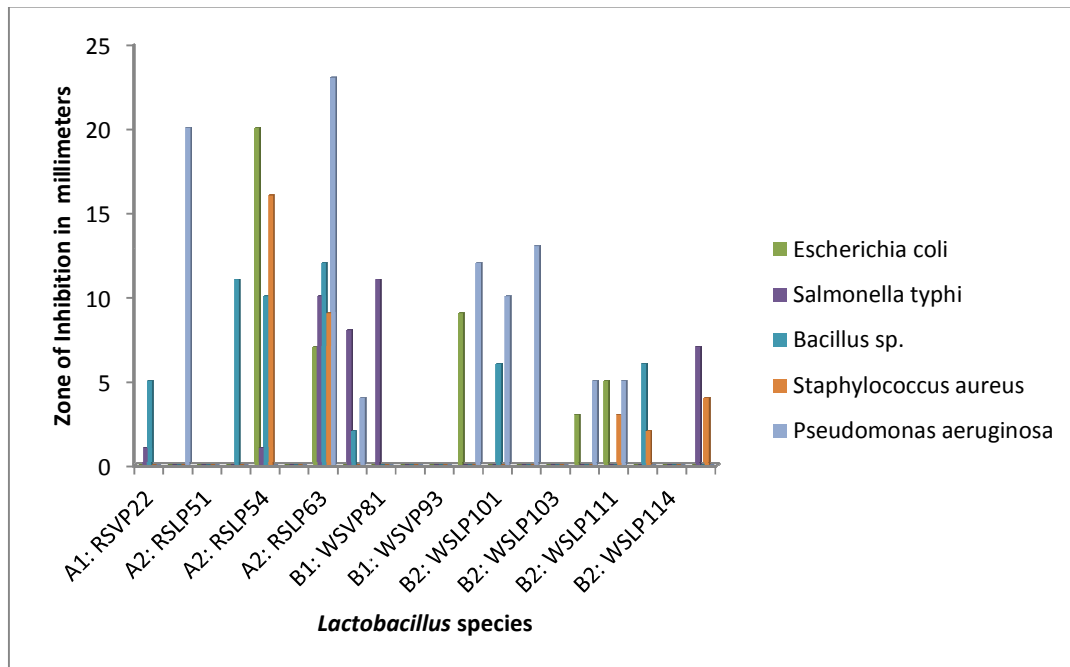 Zone of Inhibition in millimeters
25
20
15
10
5
0
A1: RSVP22
A2: RSLP51
A2: RSLP54
A2: RSLP63
B1: WSVP81
B1: WSVP93
B2: WSLP101
B2: WSLP103
B2: WSLP111
B2: WSLP114
Lactobacillus species
Escherichia coli
Salmonella typhi
Bacillus sp.
Staphylococcus aureus
Pseudomonas aeruginosa